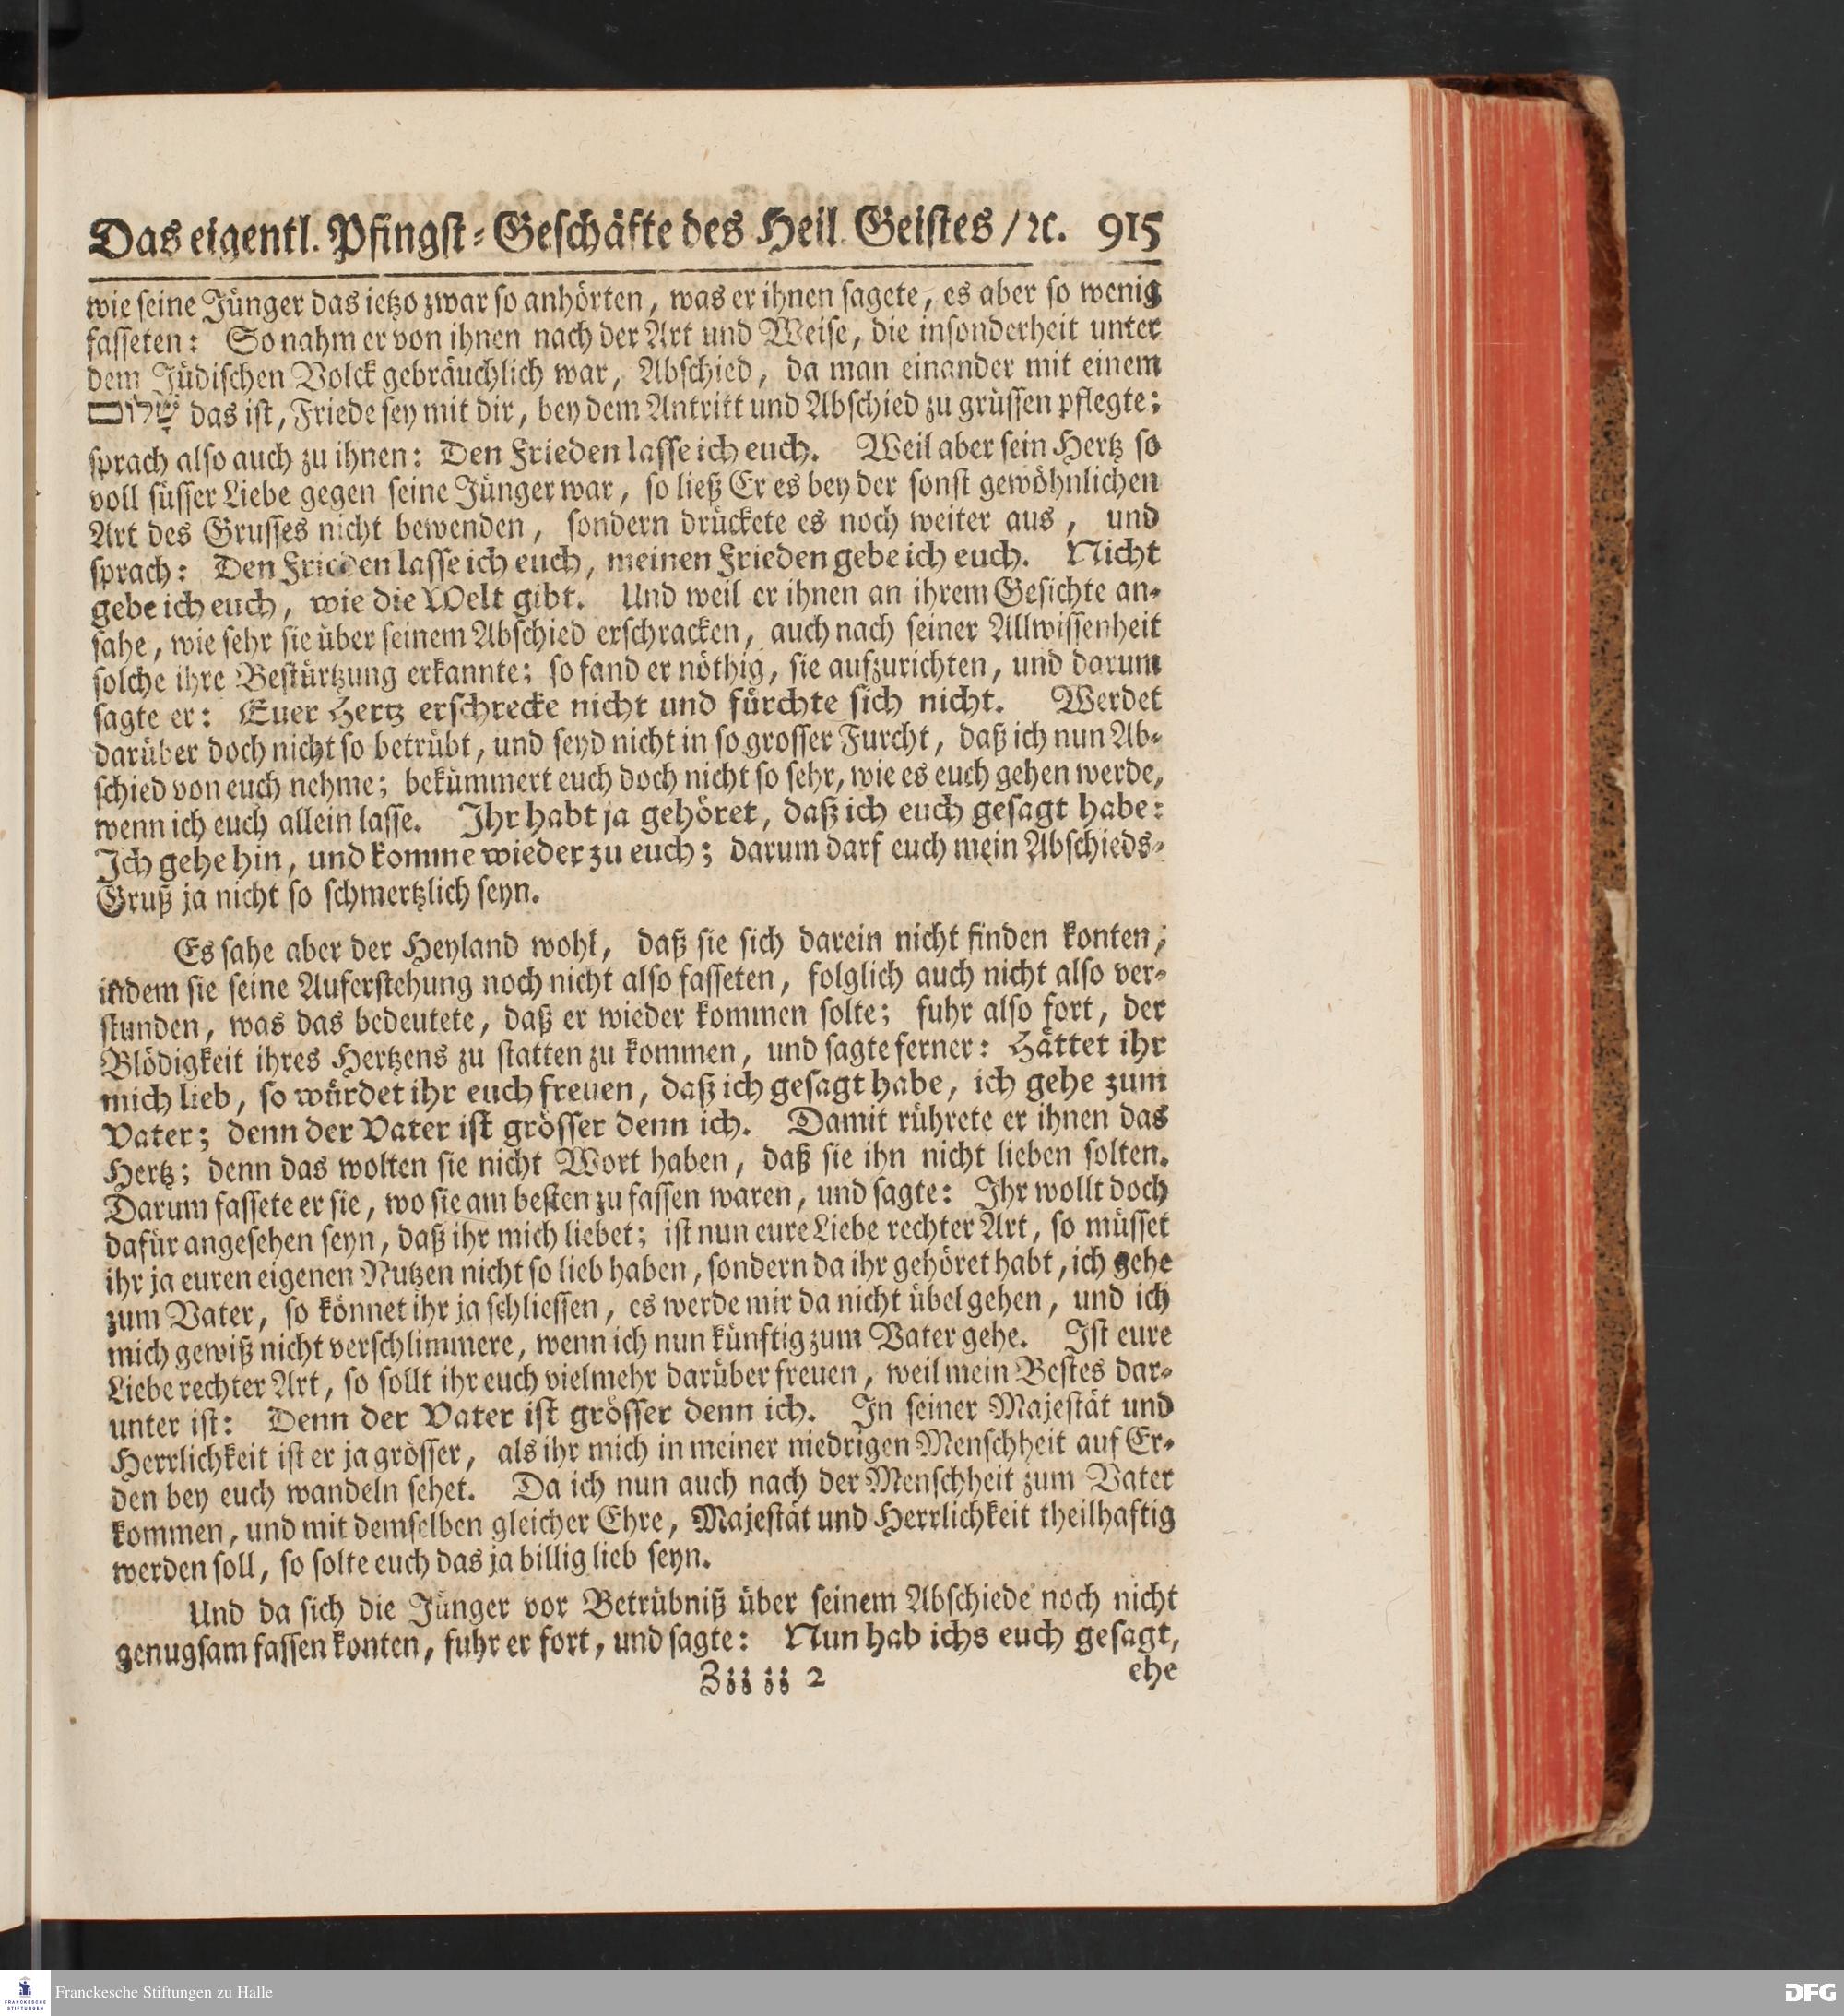 Das eigentl. Pfingst-Geschäfte des Heil. Geistes /ꝛc. 915
wie seine Jünger das ietzo zwar so anhörten, was er ihnen sagete, es aber so wenig
fasseten: So nahm er von ihnen nach der Art und Weise, die insonderheit unter
dem Jüdischen Volck gebräuchlich war, Abschied, da man einander mit einem
שָׁלוֹם das ist, Friede sey mit dir, bey dem Antritt und Abschied zu grüssen pflegte;
sprach also auch zu ihnen: Den Frieden lasse ich euch. Weil aber sein Hertz so
voll süsser Liebe gegen seine Jünger war, so ließ Er es bey der sonst gewöhnlichen
Art des Grusses nicht bewenden, sondern drückete es noch weiter aus, und
sprach: Den Frieden lasse ich euch, meinen Frieden gebe ich euch. Nicht
gebe ich euch, wie die Welt gibt. Und weil er ihnen an ihrem Gesichte an-
sahe, wie sehr sie über seinem Abschied erschracken, auch nach seiner Allwissenheit
solche ihre Bestürtzung erkannte; so fand er nöthig, sie aufzurichten, und darum
sagte er: Euer Hertz erschrecke nicht und fürchte sich nicht. Werdet
darüber doch nicht so betrübt, und seyd nicht in so grosser Furcht, daß ich nun Ab-
schied von euch nehme; bekümmert euch doch nicht so sehr, wie es euch gehen werde,
wenn ich euch allein lasse. Ihr habt ja gehöret, daß ich euch gesagt habe:
Ich gehe hin, und komme wieder zu euch; darum darf euch mein Abschieds-
Gruß ja nicht so schmertzlich seyn.
Es sahe aber der Heyland wohl, daß sie sich darein nicht finden konten;
indem sie seine Auferstehung noch nicht also fasseten, folglich auch nicht also ver-
stunden, was das bedeutete, daß er wieder kommen solte; fuhr also fort, der
Blödigkeit ihres Hertzens zu statten zu kommen, und sagte ferner: Hättet ihr
mich lieb, so würdet ihr euch freuen, daß ich gesagt habe, ich gehe zum
Vater; denn der Vater ist grösser denn ich. Damit rührete er ihnen das
Hertz; denn das wolten sie nicht Wort haben, daß sie ihn nicht lieben solten.
Darum fassete er sie, wo sie am besten zu fassen waren, und sagte: Ihr wollt doch
dafür angesehen seyn, daß ihr mich liebet; ist nun eure Liebe rechter Art, so müsset
ihr ja euren eigenen Nutzen nicht so lieb haben, sondern da ihr gehöret habt, ich gehe
zum Vater, so könnet ihr ja schliessen, es werde mir da nicht übel gehen, und ich
mich gewiß nicht verschlimmere, wenn ich nun künftig zum Vater gehe. Ist eure
Liebe rechter Art, so sollt ihr euch vielmehr darüber freuen, weil mein Bestes dar-
unter ist: Denn der Vater ist grösser denn ich. In seiner Majestät und
Herrlichkeit ist er ja grösser, als ihr mich in meiner niedrigen Menschheit auf Er-
den bey euch wandeln sehet. Da ich nun auch nach der Menschheit zum Vater
kommen, und mit demselben gleicher Ehre, Majestät und Herrlichkeit theilhaftig
werden soll, so solte euch das ja billig lieb seyn.
Und da sich die Jünger vor Betrübniß über seinem Abschiede noch nicht
genugsam fassen konten, fuhr er fort, und sagte: Nun hab ichs euch gesagt,
Zzz zz 2 ehe
Franckesche Stiftungen zu Halle
FRANCKESCHE STIFTUNGEN
DFG